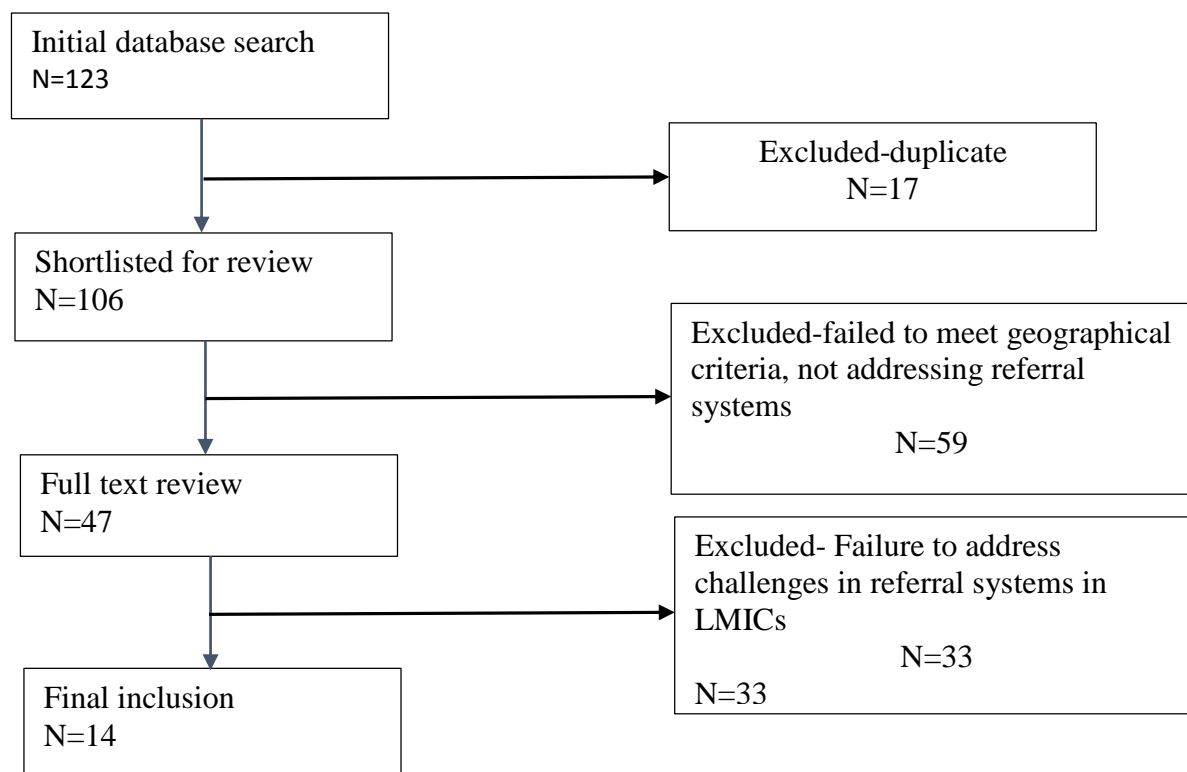 Initial database search
N=123
Excluded-duplicate
N=17
Shortlisted for review
N=106
Excluded-failed to meet geographical
criteria, not addressing referral
systems
N=59
Full text review
N=47
Excluded- Failure to address
challenges in referral systems in
LMICs
N=33
N=33
Final inclusion
N=14